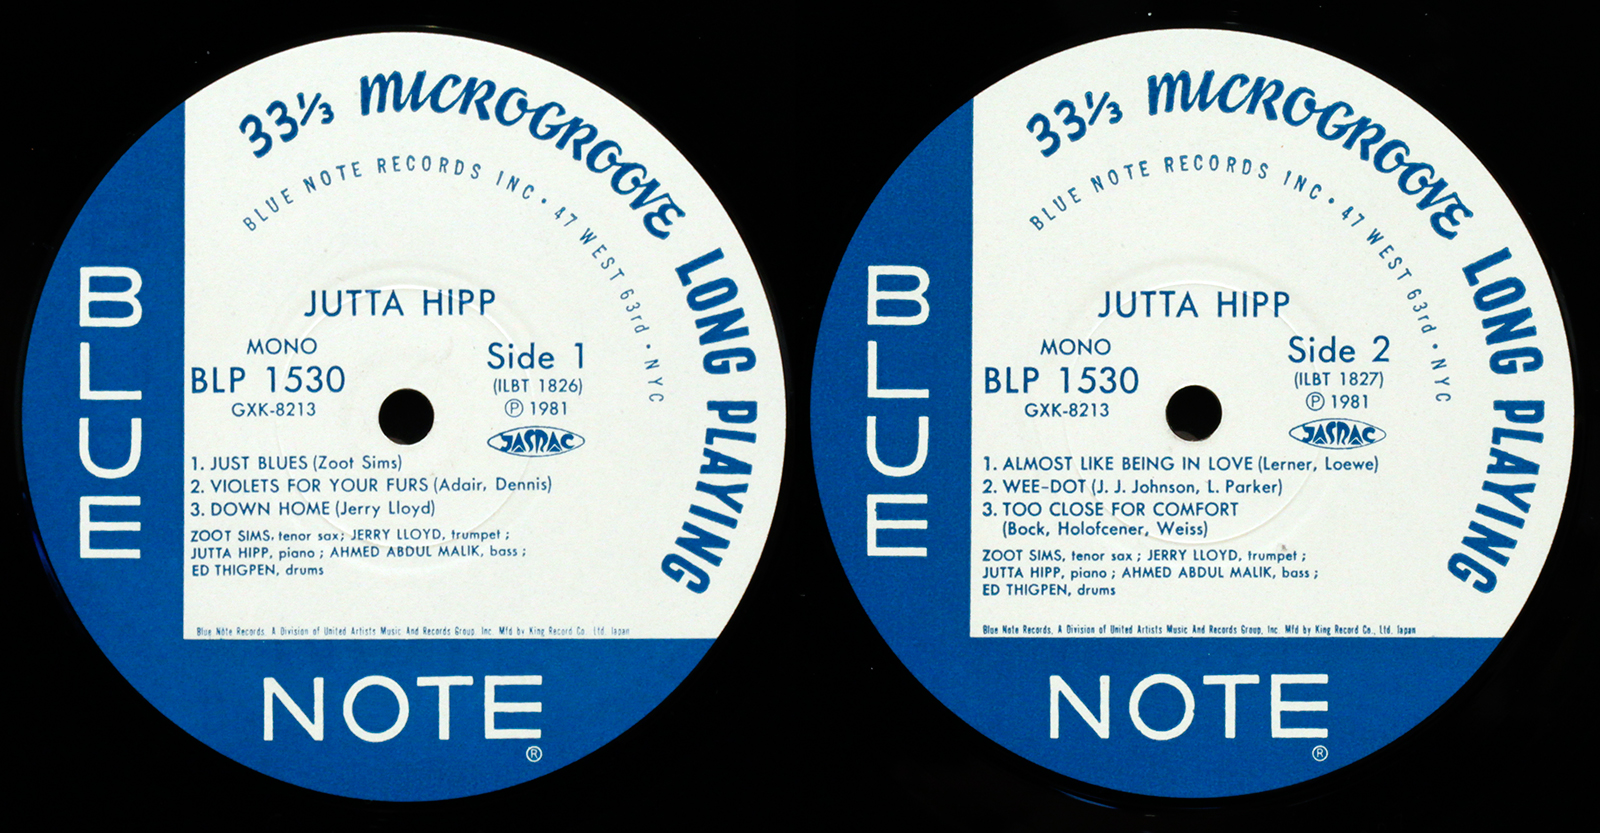 33⅓ MICROGROOVE LONG PLAYING
BLUE NOTE RECORDS INC • 47 WEST 63rd • NYC
BLUE
JUTTA HIPP
MONO
BLP 1530
GXK-8213
Side 1
(ILBT 1826)
Ⓟ 1981
JASRAC
1. JUST BLUES (Zoot Sims)
2. VIOLETS FOR YOUR FURS (Adair, Dennis)
3. DOWN HOME (Jerry Lloyd)
ZOOT SIMS, tenor sax ; JERRY LLOYD, trumpet ;
JUTTA HIPP, piano ; AHMED ABDUL MALIK, bass ;
ED THIGPEN, drums
Blue Note Records, A Division of United Artists Music And Records Group, Inc. Mfd by King Record Co., Ltd. Japan
NOTE
®
33⅓ MICROGROOVE LONG PLAYING
BLUE NOTE RECORDS INC • 47 WEST 63rd • NYC
BLUE
JUTTA HIPP
MONO
BLP 1530
GXK-8213
Side 2
(ILBT 1827)
Ⓟ 1981
JASRAC
1. ALMOST LIKE BEING IN LOVE (Lerner, Loewe)
2. WEE-DOT (J. J. Johnson, L. Parker)
3. TOO CLOSE FOR COMFORT
(Bock, Holofcener, Weiss)
ZOOT SIMS, tenor sax ; JERRY LLOYD, trumpet ;
JUTTA HIPP, piano ; AHMED ABDUL MALIK, bass ;
ED THIGPEN, drums
Blue Note Records, A Division of United Artists Music And Records Group, Inc. Mfd by King Record Co., Ltd. Japan
NOTE
®